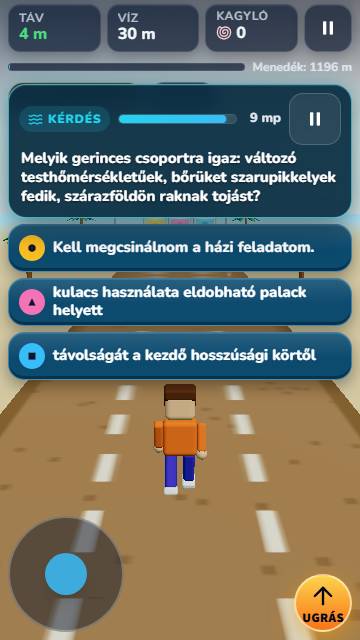 TÁV
4 m
VÍZ
30 m
KAGYLÓ
0
Menedék: 1196 m
KÉRDÉS
9 mp
Melyik gerinces csoportra igaz: változó
testhőmérsékletűek, bőrüket szarupikkelyek
fedik, szárazföldön raknak tojást?
Kell megcsinálnom a házi feladatom.
kulacs használata eldobható palack
helyett
távolságát a kezdő hosszúsági körtől
UGRÁS